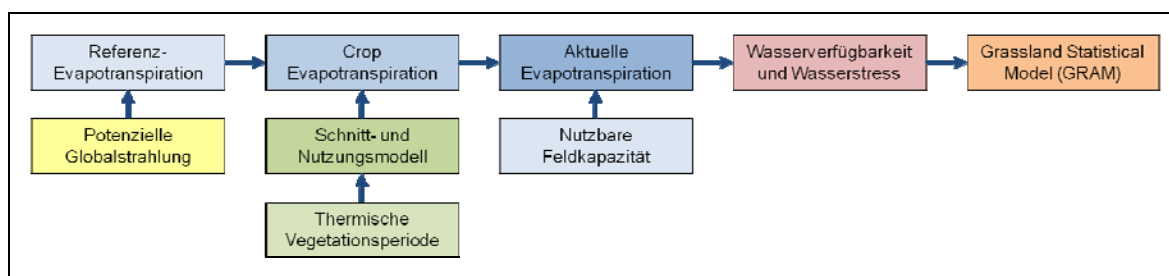 Referenz-
Evapotranspiration
Crop
Evapotranspiration
Aktuelle
Evapotranspiration
Wasserverfügbarkeit
und Wasserstress
Grassland Statistical
Model (GRAM)
Potenzielle
Globalstrahlung
Schnitt- und
Nutzungsmodell
Nutzbare
Feldkapazität
Thermische
Vegetationsperiode